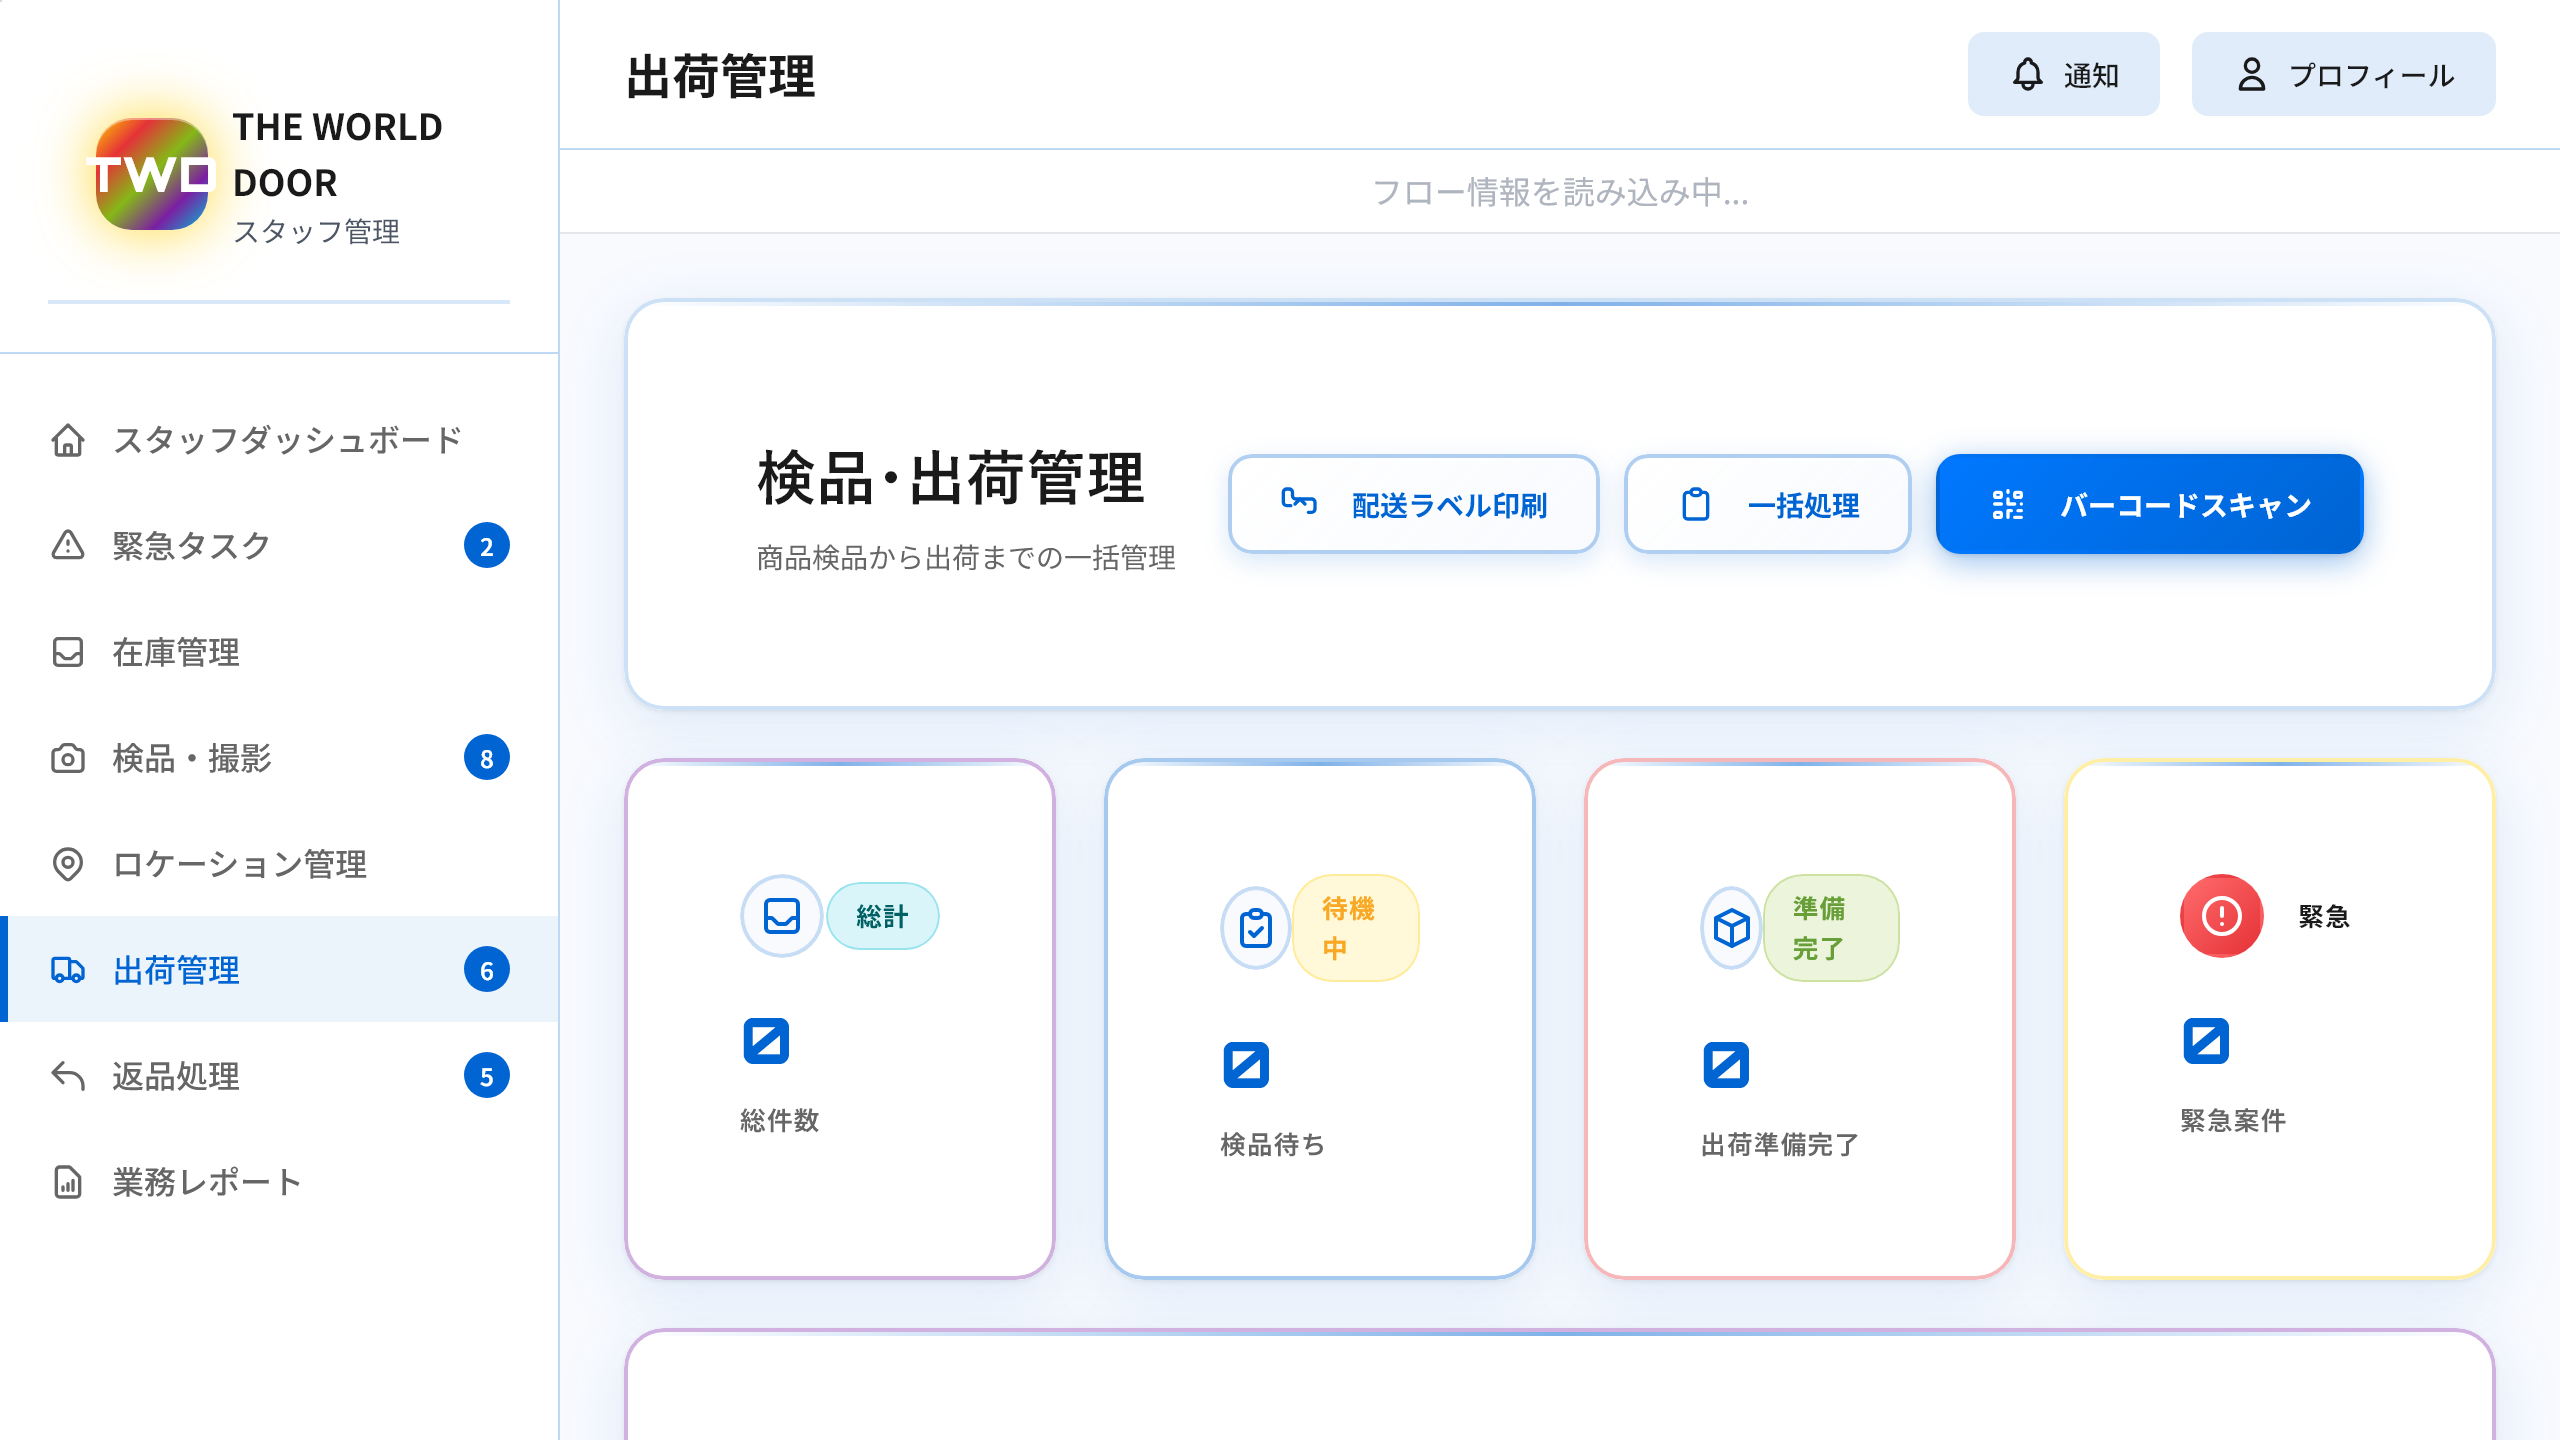 TWD
THE WORLD
DOOR
スタッフ管理
スタッフダッシュボード
緊急タスク
2
在庫管理
検品・撮影
8
ロケーション管理
出荷管理
6
返品処理
5
業務レポート
出荷管理
通知
プロフィール
フロー情報を読み込み中...
検品・出荷管理
商品検品から出荷までの一括管理
配送ラベル印刷
一括処理
バーコードスキャン
総計
0
総件数
待機
中
0
検品待ち
準備
完了
0
出荷準備完了
緊急
0
緊急案件